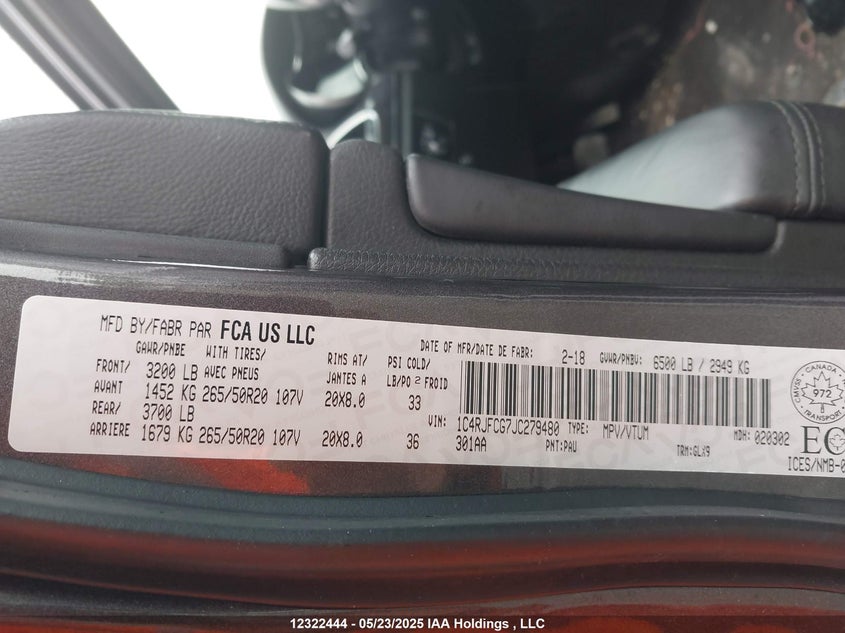 MFD BY/FABR PAR FCA US LLC
DATE OF MFR/DATE DE FABR: 2-18 GVWR/PNBV: 6500 LB / 2949 KG
GAWR/PNBE WITH TIRES/ RIMS AT/ PSI COLD/
FRONT/ 3200 LB AVEC PNEUS JANTES A LB/PO² FROID
AVANT 1452 KG 265/50R20 107V 20X8.0 33
REAR/ 3700 LB
ARRIERE 1679 KG 265/50R20 107V 20X8.0 36
VIN: 1C4RJFCG7JC279480 TYPE: MPV/VTUM MDH: 020302
301AA PNT:PAU
CANADA
972
TRANSPORT
ICES/NMB-
12322444 - 05/23/2025 IAA Holdings , LLC